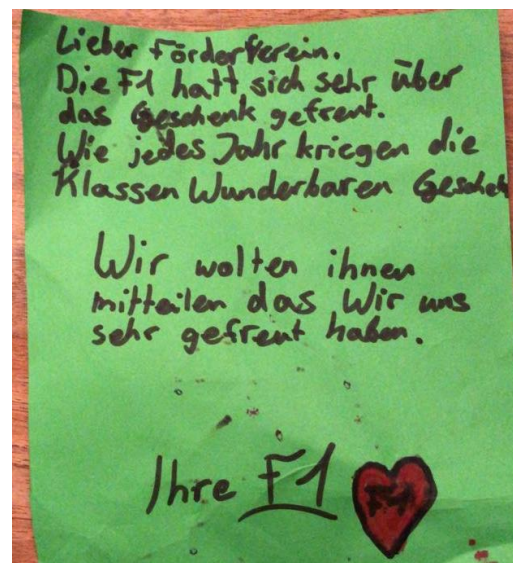 Lieber Förderferein.
Die F1 hatt sich sehr über
das Geschenk gefreut.
Wie jedes Jahr kriegen die
Klassen Wunderbaren
Wir wolten ihnen
mitteilen das Wir uns
sehr gefreut haben.
Ihre F1
F1